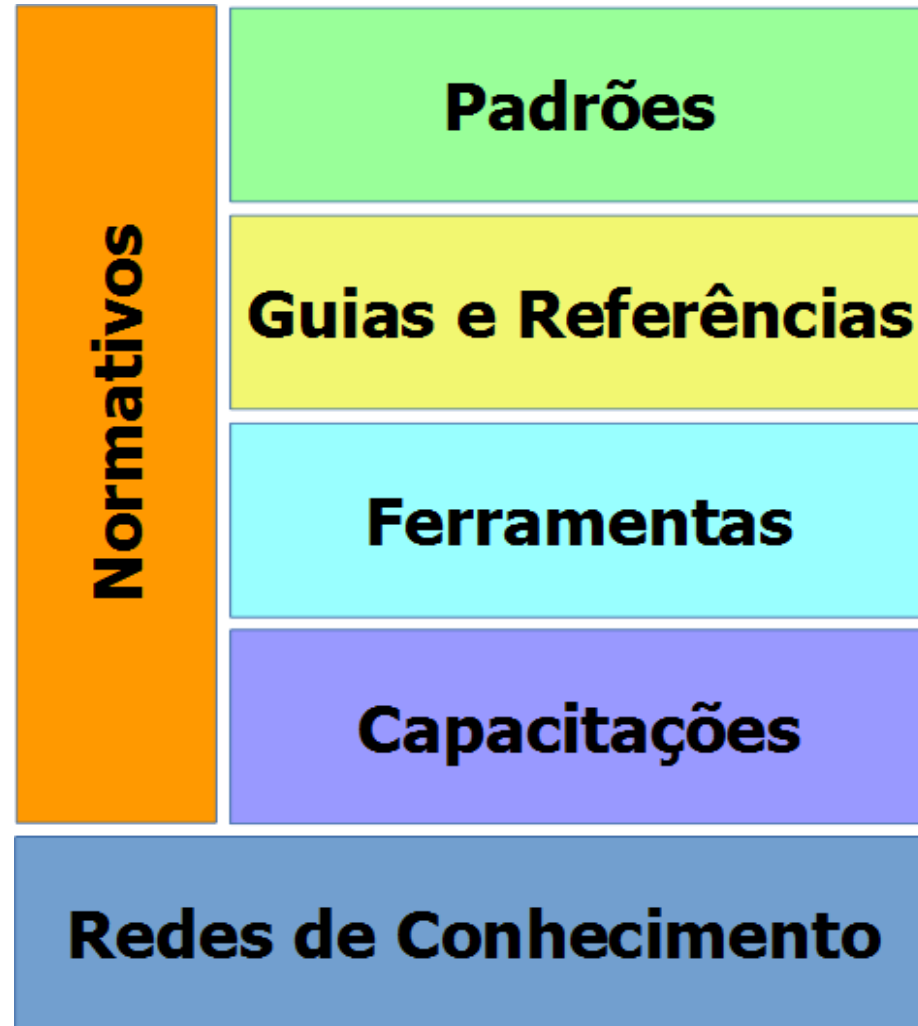 Normativos
Padrões
Guias e Referências
Ferramentas
Capacitações
Redes de Conhecimento